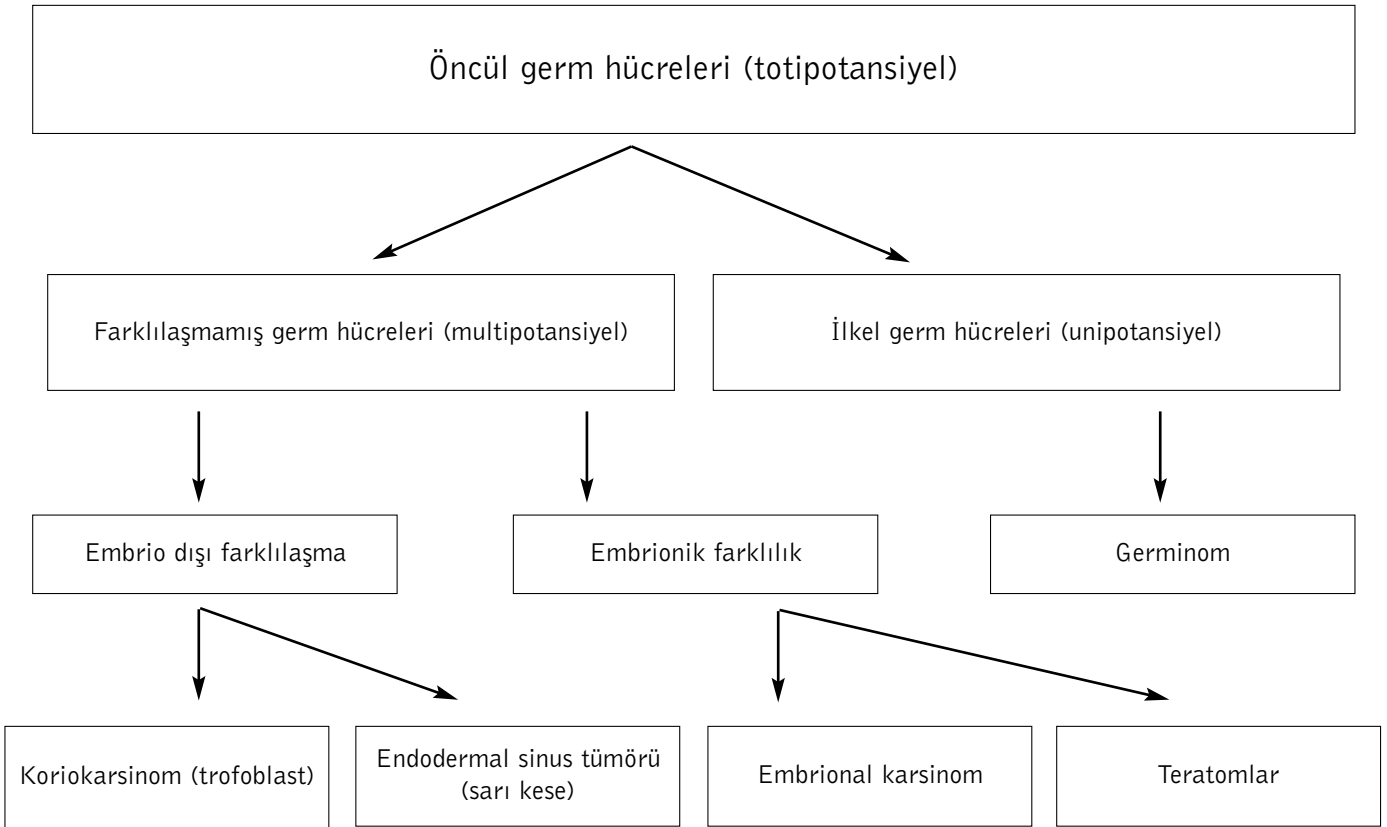 Öncül germ hücreleri (totipotansiyel)
Farklılaşmamış germ hücreleri (multipotansiyel)
İlkel germ hücreleri (unipotansiyel)
Embrio dışı farklılaşma
Embrionik farklılık
Germinom
Koriokarsinom (trofoblast)
Endodermal sinus tümörü
(sarı kese)
Embrional karsinom
Teratomlar